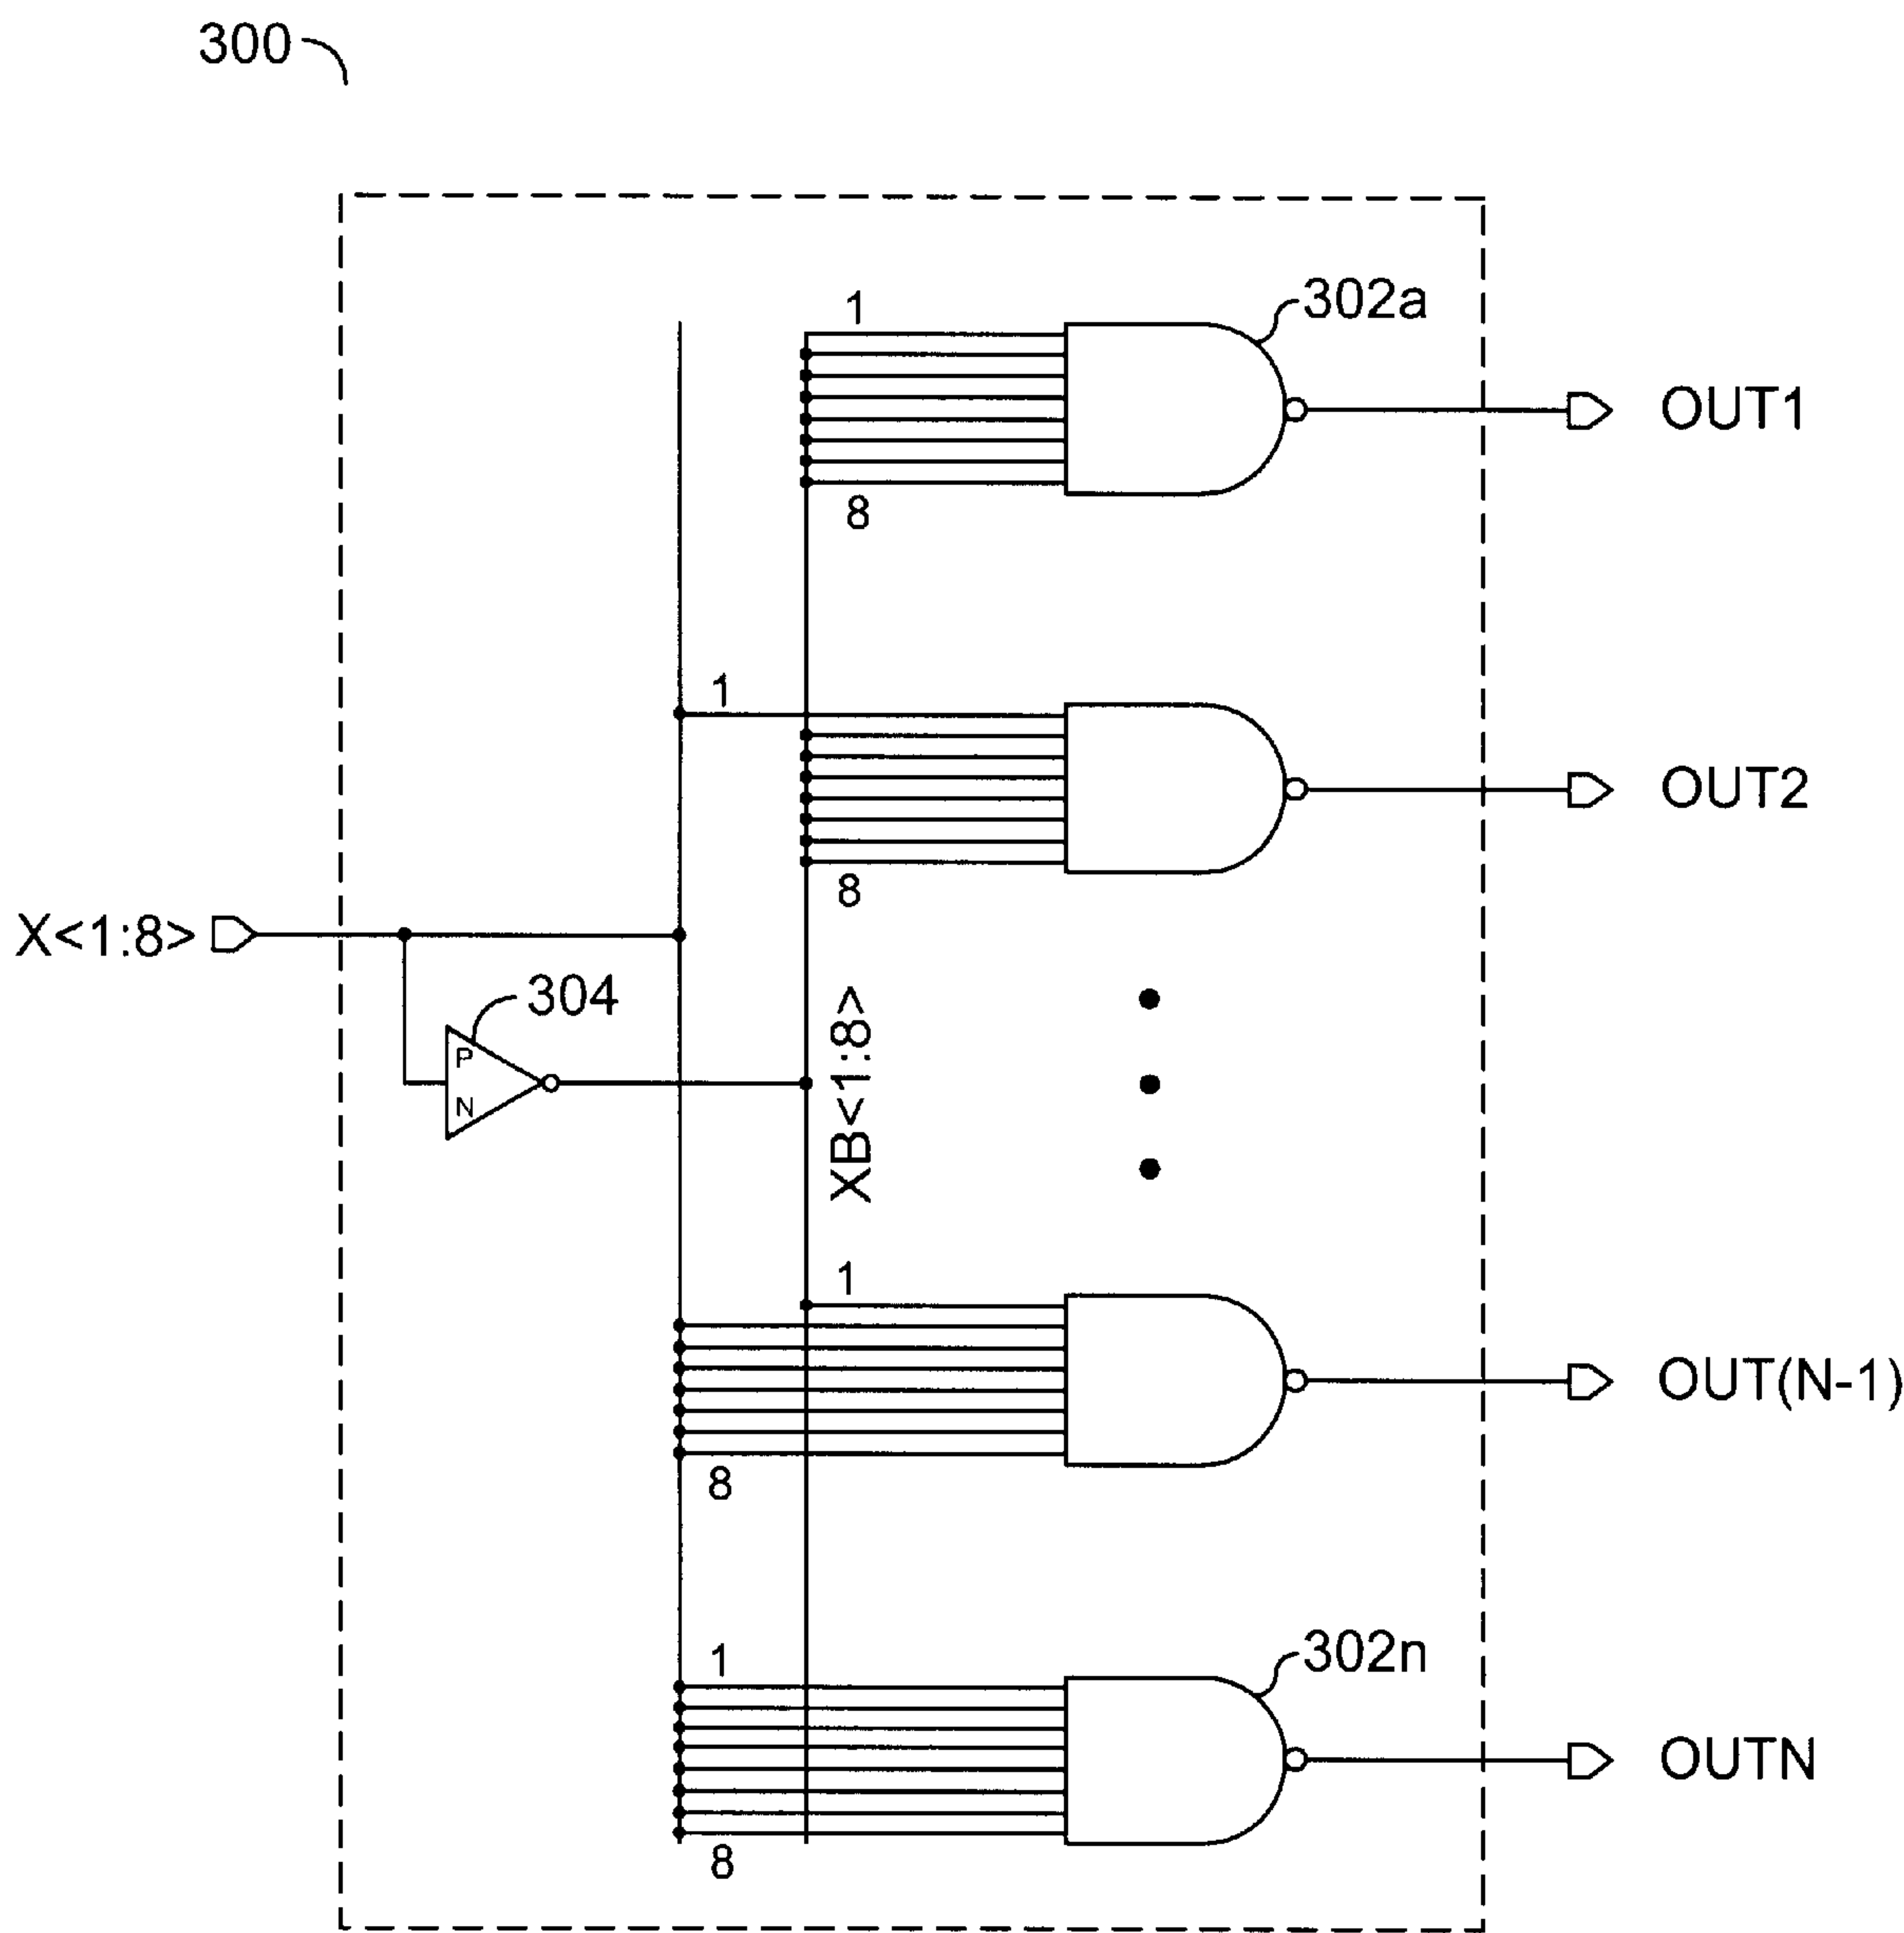 300
1
302a
OUT1
8
1
OUT2
8
X<1:8>
304
P
N
XB<1:8>
1
OUT(N-1)
8
1
302n
OUTN
8